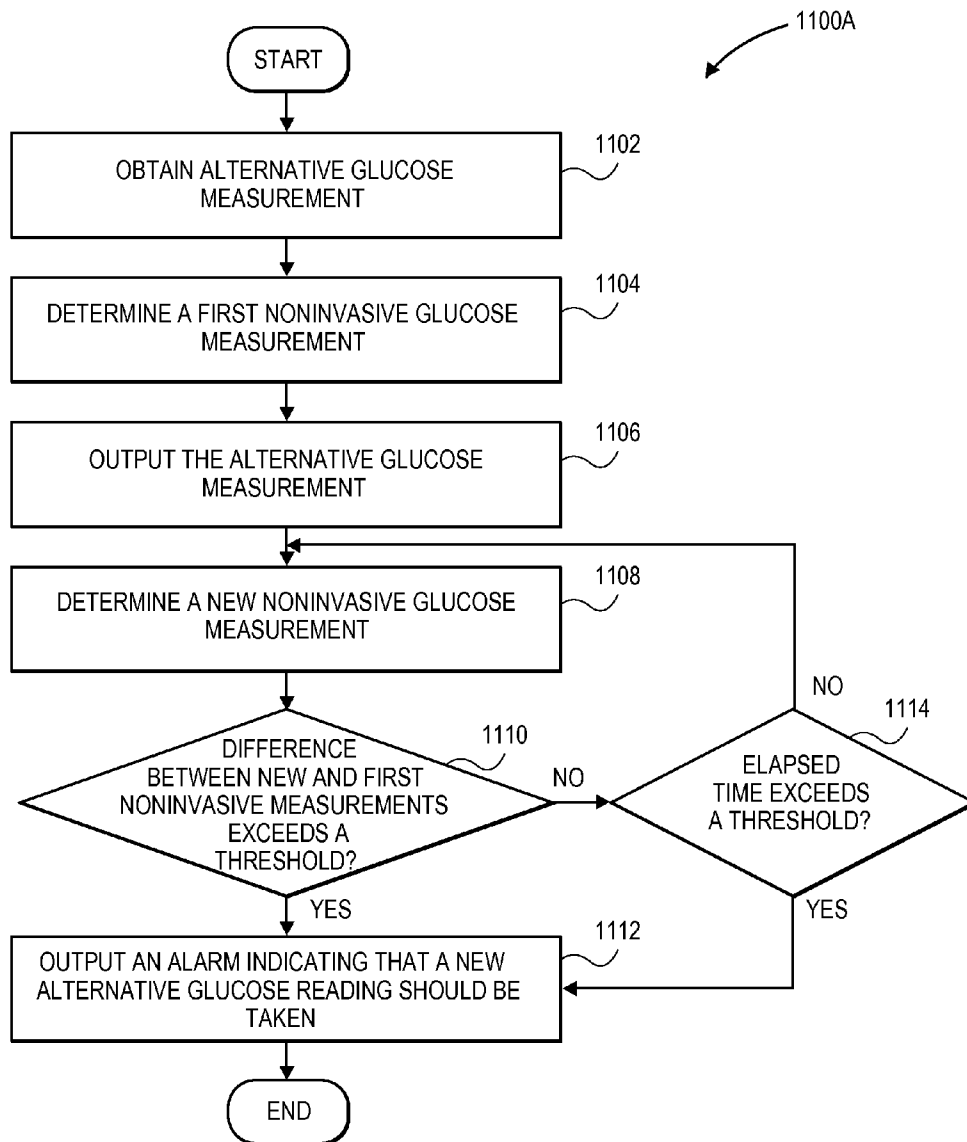 1100A
START
1102
OBTAIN ALTERNATIVE GLUCOSE
MEASUREMENT
1104
DETERMINE A FIRST NONINVASIVE GLUCOSE
MEASUREMENT
1106
OUTPUT THE ALTERNATIVE GLUCOSE
MEASUREMENT
1108
DETERMINE A NEW NONINVASIVE GLUCOSE
MEASUREMENT
1110
DIFFERENCE
BETWEEN NEW AND FIRST
NONINVASIVE MEASUREMENTS
EXCEEDS A
THRESHOLD?
NO
NO
1114
ELAPSED
TIME EXCEEDS
A THRESHOLD?
YES
YES
1112
OUTPUT AN ALARM INDICATING THAT A NEW
ALTERNATIVE GLUCOSE READING SHOULD BE
TAKEN
END